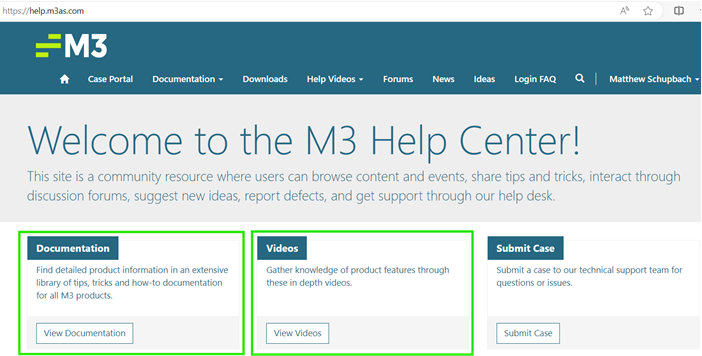 https://help.m3as.com
M3
Case Portal Documentation Downloads Help Videos Forums News Ideas Login FAQ Matthew Schupbach
Welcome to the M3 Help Center!
This site is a community resource where users can browse content and events, share tips and tricks, interact through
discussion forums, suggest new ideas, report defects, and get support through our help desk.
Documentation
Find detailed product information in an extensive
library of tips, tricks and how-to documentation
for all M3 products.
View Documentation
Videos
Gather knowledge of product features through
these in depth videos.
View Videos
Submit Case
Submit a case to our technical support team for
questions or issues.
Submit Case